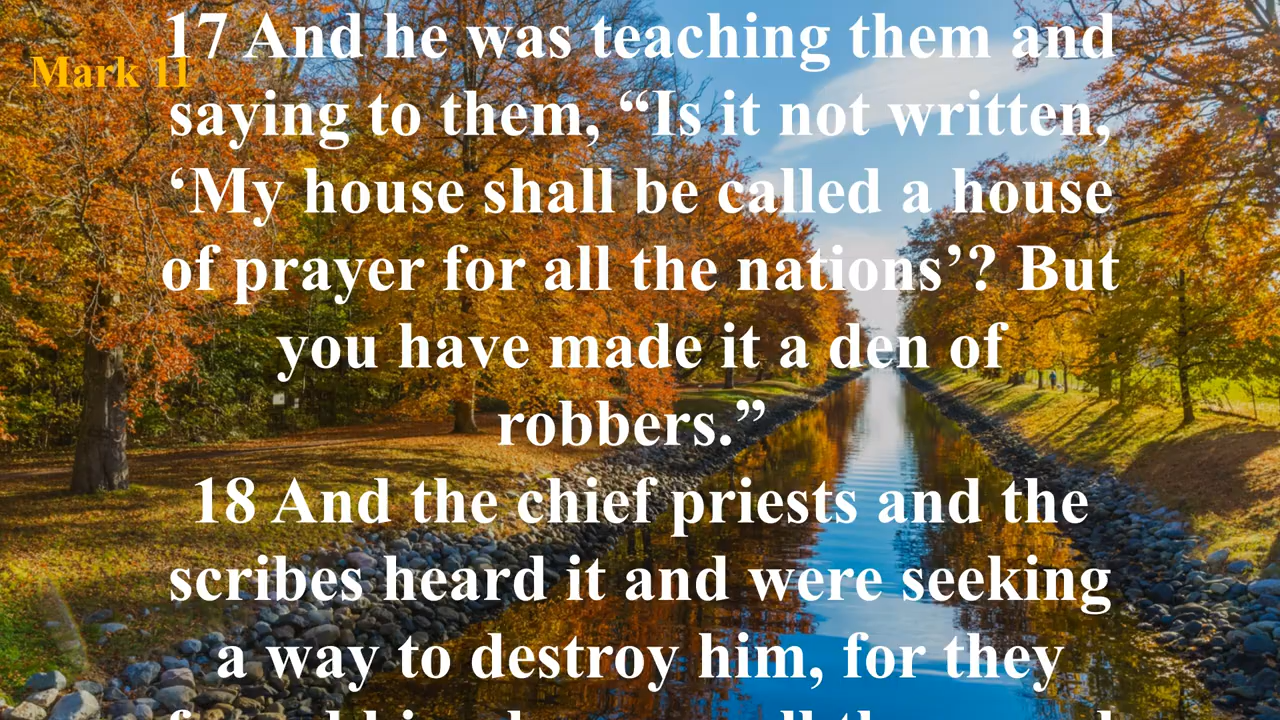 Mark 11
17 And he was teaching them and
saying to them, “Is it not written,
‘My house shall be called a house
of prayer for all the nations’? But
you have made it a den of
robbers.”
18 And the chief priests and the
scribes heard it and were seeking
a way to destroy him, for they